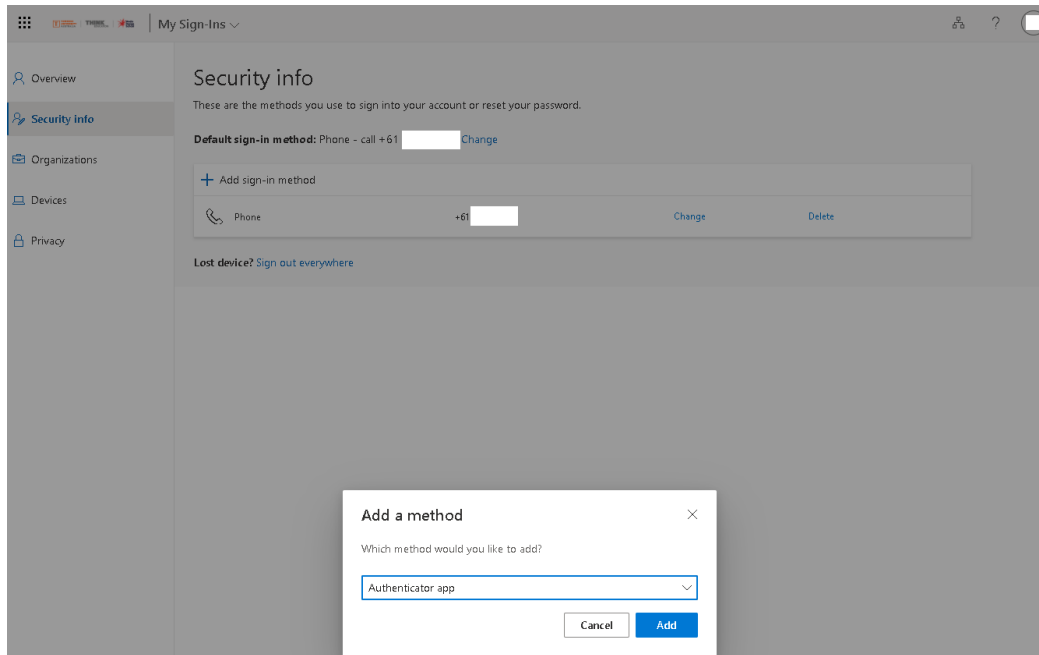 My Sign-Ins
?
Overview
Security info
Organizations
Devices
Privacy
Security info
These are the methods you use to sign into your account or reset your password.
Default sign-in method: Phone - call +61 Change
+ Add sign-in method
Phone +61 Change Delete
Lost device? Sign out everywhere
Add a method
Which method would you like to add?
Authenticator app
Cancel Add